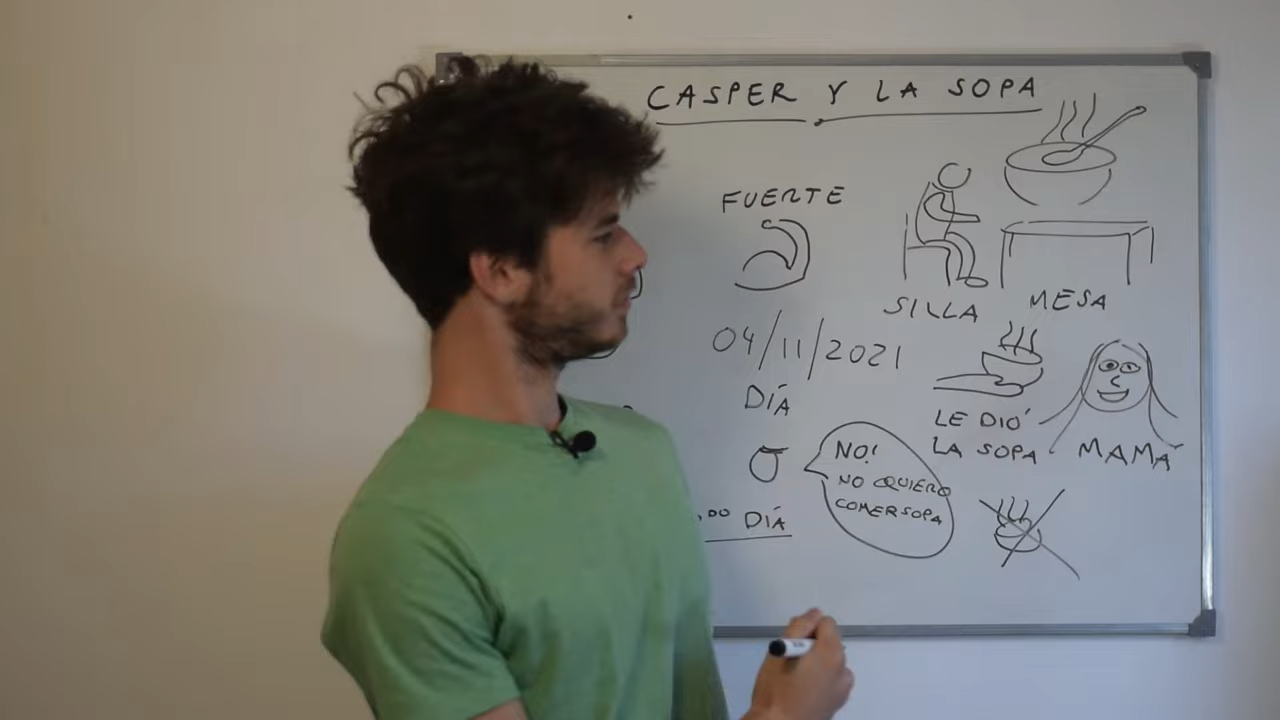 CASPER Y LA SOPA
FUERTE
SILLA
MESA
04/11/2021
DÍA
LE DIÓ
LA SOPA
MAMÁ
NO!
NO QUIERO
COMER SOPA
DÍA